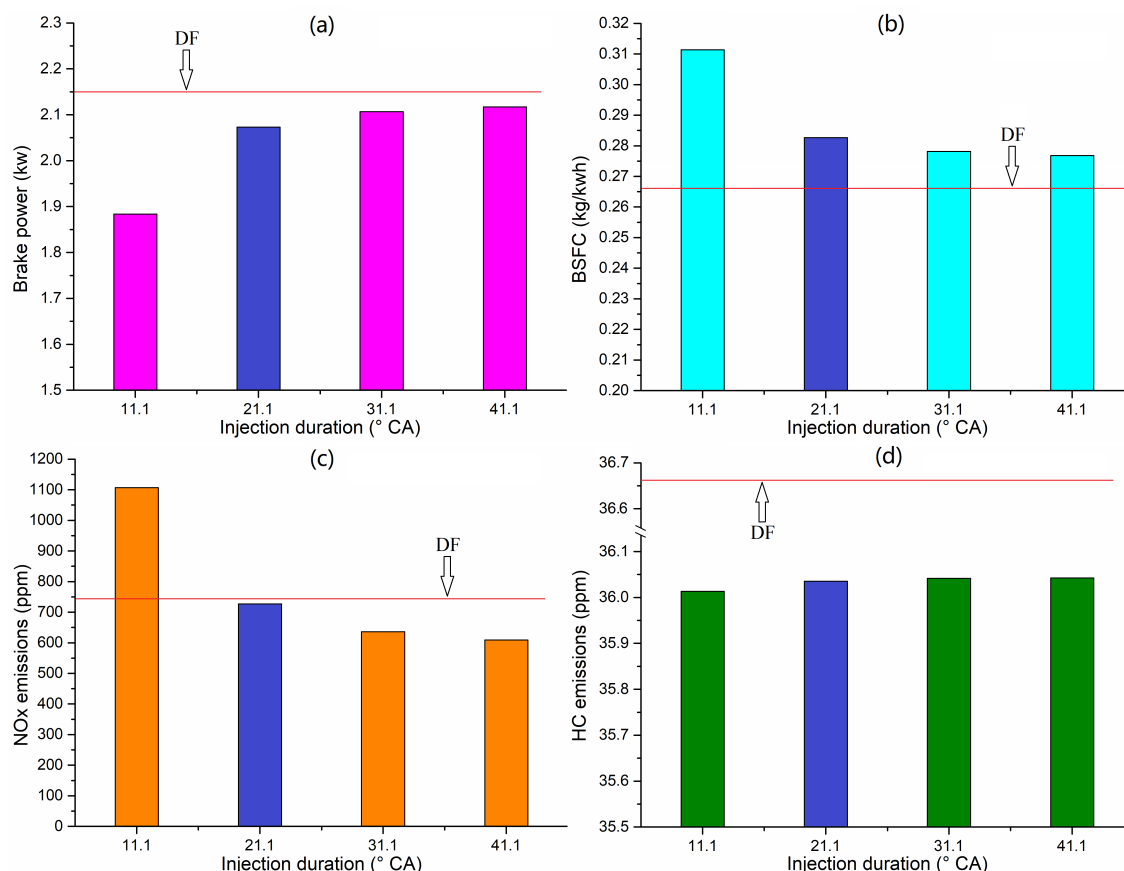 (a)
DF
Brake power (kw)
2.3
2.2
2.1
2.0
1.9
1.8
1.7
1.6
1.5
11.1 21.1 31.1 41.1
Injection duration (° CA)
(b)
DF
BSFC (kg/kwh)
0.32
0.31
0.30
0.29
0.28
0.27
0.26
0.25
0.24
0.23
0.22
0.21
0.20
11.1 21.1 31.1 41.1
Injection duration (° CA)
(c)
DF
NOx emissions (ppm)
1200
1100
1000
900
800
700
600
500
400
300
200
100
0
11.1 21.1 31.1 41.1
Injection duration (° CA)
(d)
DF
HC emissions (ppm)
36.7
36.6
36.1
36.0
35.9
35.8
35.7
35.6
35.5
11.1 21.1 31.1 41.1
Injection duration (° CA)